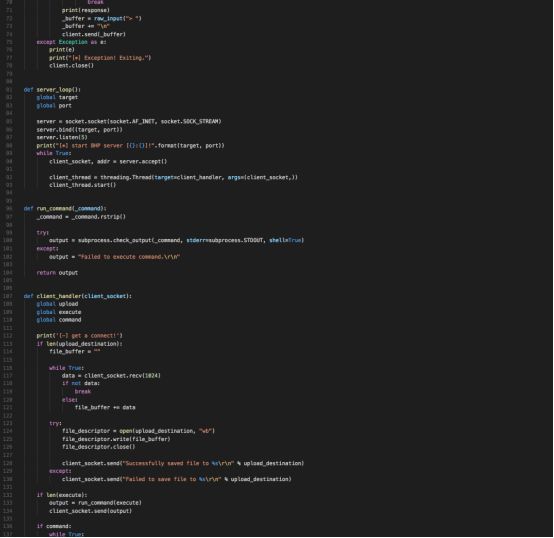 70 break
71 print(response)
72 _buffer = raw_input("> ")
73 _buffer += "\n"
74 client.send(_buffer)
75 except Exception as e:
76 print(e)
77 print("[*] Exception! Exiting.")
78 client.close()
79
80
81 def server_loop():
82 global target
83 global port
84
85 server = socket.socket(socket.AF_INET, socket.SOCK_STREAM)
86 server.bind((target, port))
87 server.listen(5)
88 print("[*] start BHP server [{}:{}]!".format(target, port))
89 while True:
90 client_socket, addr = server.accept()
91
92 client_thread = threading.Thread(target=client_handler, args=(client_socket,))
93 client_thread.start()
94
95
96 def run_command(_command):
97 _command = _command.rstrip()
98
99 try:
100 output = subprocess.check_output(_command, stderr=subprocess.STDOUT, shell=True)
101 except:
102 output = "Failed to execute command.\r\n"
103
104 return output
105
106
107 def client_handler(client_socket):
108 global upload
109 global execute
110 global command
111
112 print('[~] get a connect!')
113 if len(upload_destination):
114 file_buffer = ""
115
116 while True:
117 data = client_socket.recv(1024)
118 if not data:
119 break
120 else:
121 file_buffer += data
122
123 try:
124 file_descriptor = open(upload_destination, "wb")
125 file_descriptor.write(file_buffer)
126 file_descriptor.close()
127
128 client_socket.send("Successfully saved file to %s\r\n" % upload_destination)
129 except:
130 client_socket.send("Failed to save file to %s\r\n" % upload_destination)
131
132 if len(execute):
133 output = run_command(execute)
134 client_socket.send(output)
135
136 if command:
137 while True: